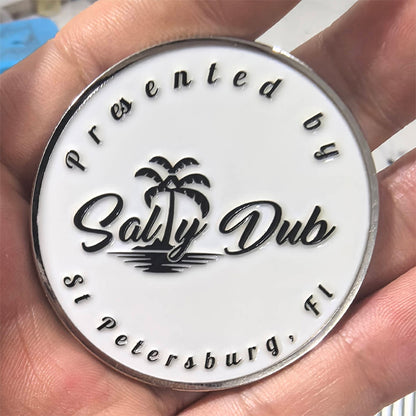 Presented by
Salty Dub
St Petersburg, Fl